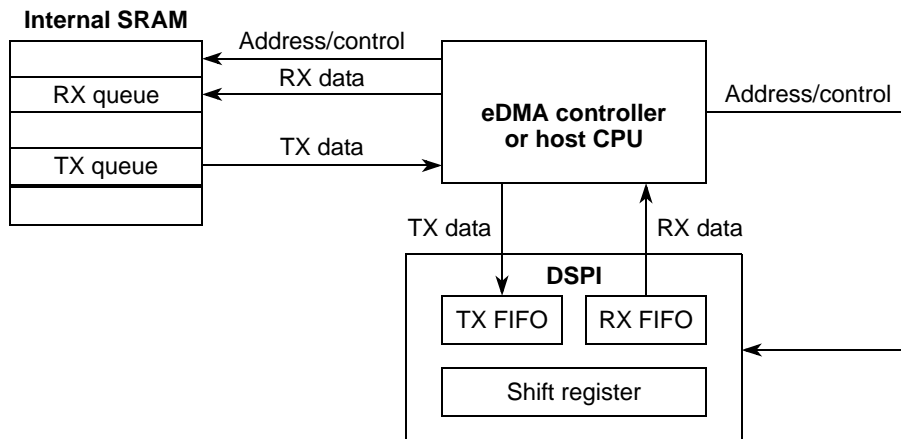 Internal SRAM
Address/control
RX data
RX queue
eDMA controller
or host CPU
Address/control
TX data
TX queue
TX data
RX data
DSPI
TX FIFO
RX FIFO
Shift register